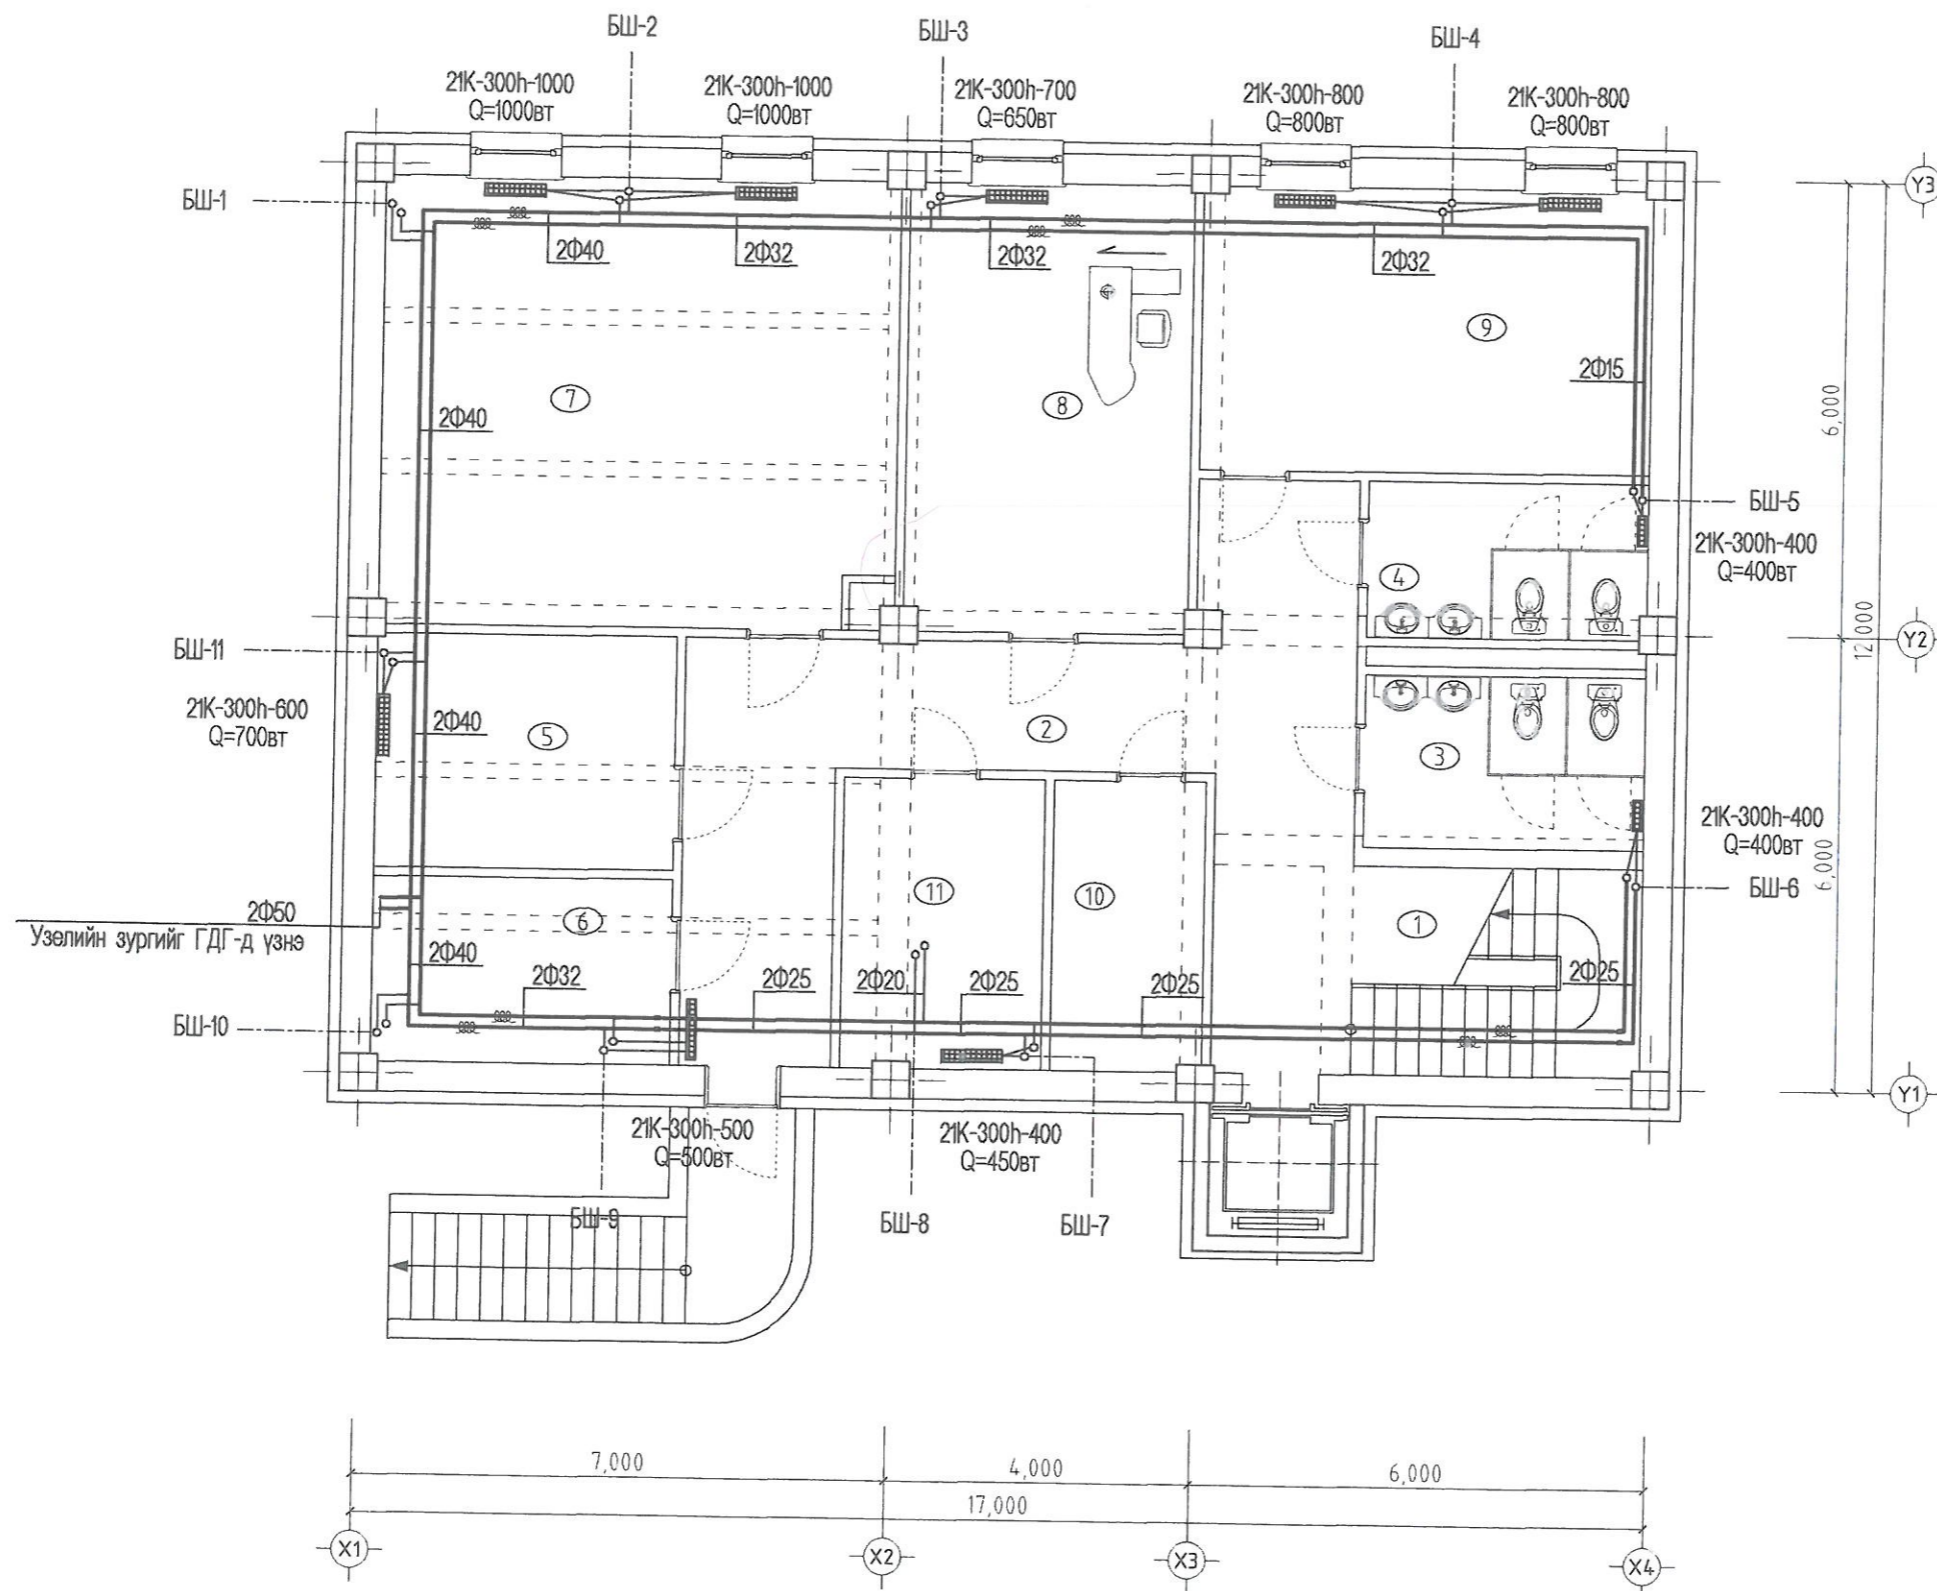 БШ-2
БШ-3
БШ-4
21К-300h-1000
Q=1000вт
21К-300h-1000
Q=1000вт
21К-300h-700
Q=650вт
21К-300h-800
Q=800вт
21К-300h-800
Q=800вт
БШ-1
Y3
2Ф40
2Ф32
2Ф32
2Ф32
9
2Ф15
7
8
2Ф40
6,000
БШ-5
21К-300h-400
Q=400вт
4
12,000
Y2
БШ-11
21К-300h-600
Q=700вт
2Ф40
5
2
3
21К-300h-400
Q=400вт
6,000
БШ-6
11
10
1
6
2Ф50
Узелийн зургийг ГДГ-д үзнэ
2Ф40
2Ф32
2Ф25
2Ф20
2Ф25
2Ф25
2Ф25
БШ-10
Y1
21К-300h-500
Q=500вт
21К-300h-400
Q=450вт
БШ-9
БШ-8
БШ-7
7,000
4,000
6,000
17,000
X1
X2
X3
X4